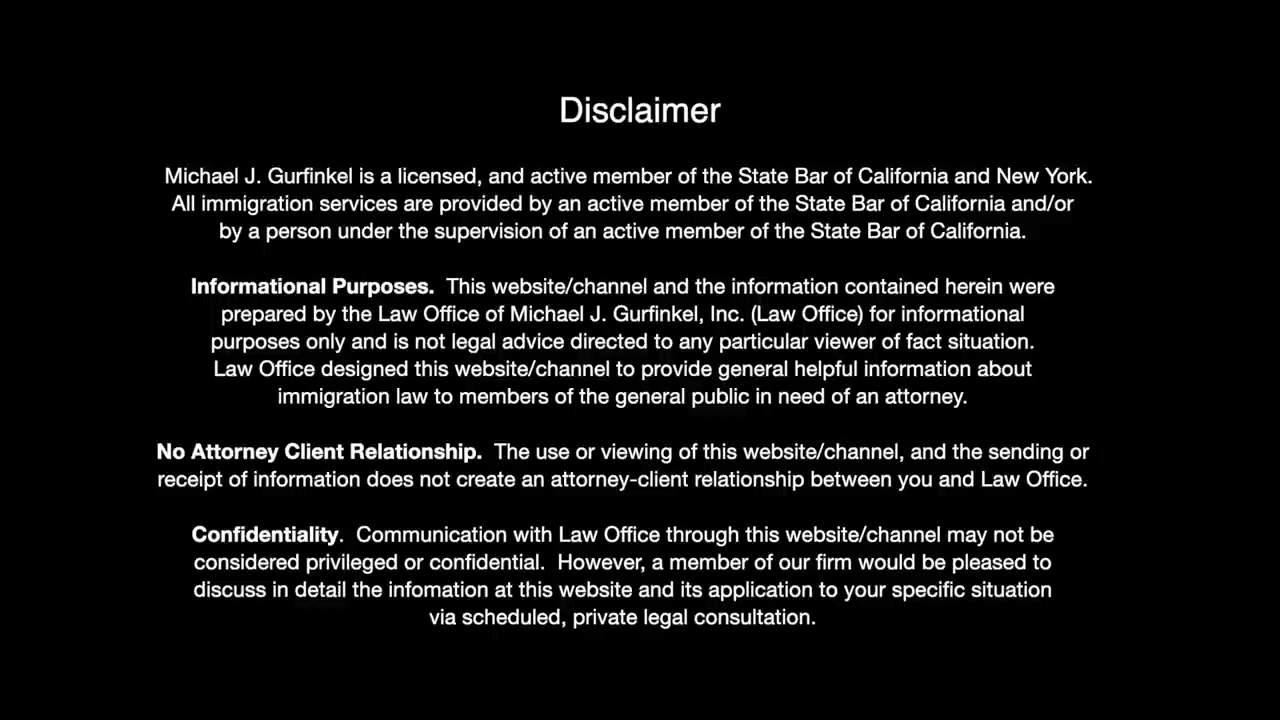 Disclaimer
Michael J. Gurfinkel is a licensed, and active member of the State Bar of California and New York.
All immigration services are provided by an active member of the State Bar of California and/or
by a person under the supervision of an active member of the State Bar of California.
Informational Purposes. This website/channel and the information contained herein were
prepared by the Law Office of Michael J. Gurfinkel, Inc. (Law Office) for informational
purposes only and is not legal advice directed to any particular viewer of fact situation.
Law Office designed this website/channel to provide general helpful information about
immigration law to members of the general public in need of an attorney.
No Attorney Client Relationship. The use or viewing of this website/channel, and the sending or
receipt of information does not create an attorney-client relationship between you and Law Office.
Confidentiality. Communication with Law Office through this website/channel may not be
considered privileged or confidential. However, a member of our firm would be pleased to
discuss in detail the infomation at this website and its application to your specific situation
via scheduled, private legal consultation.